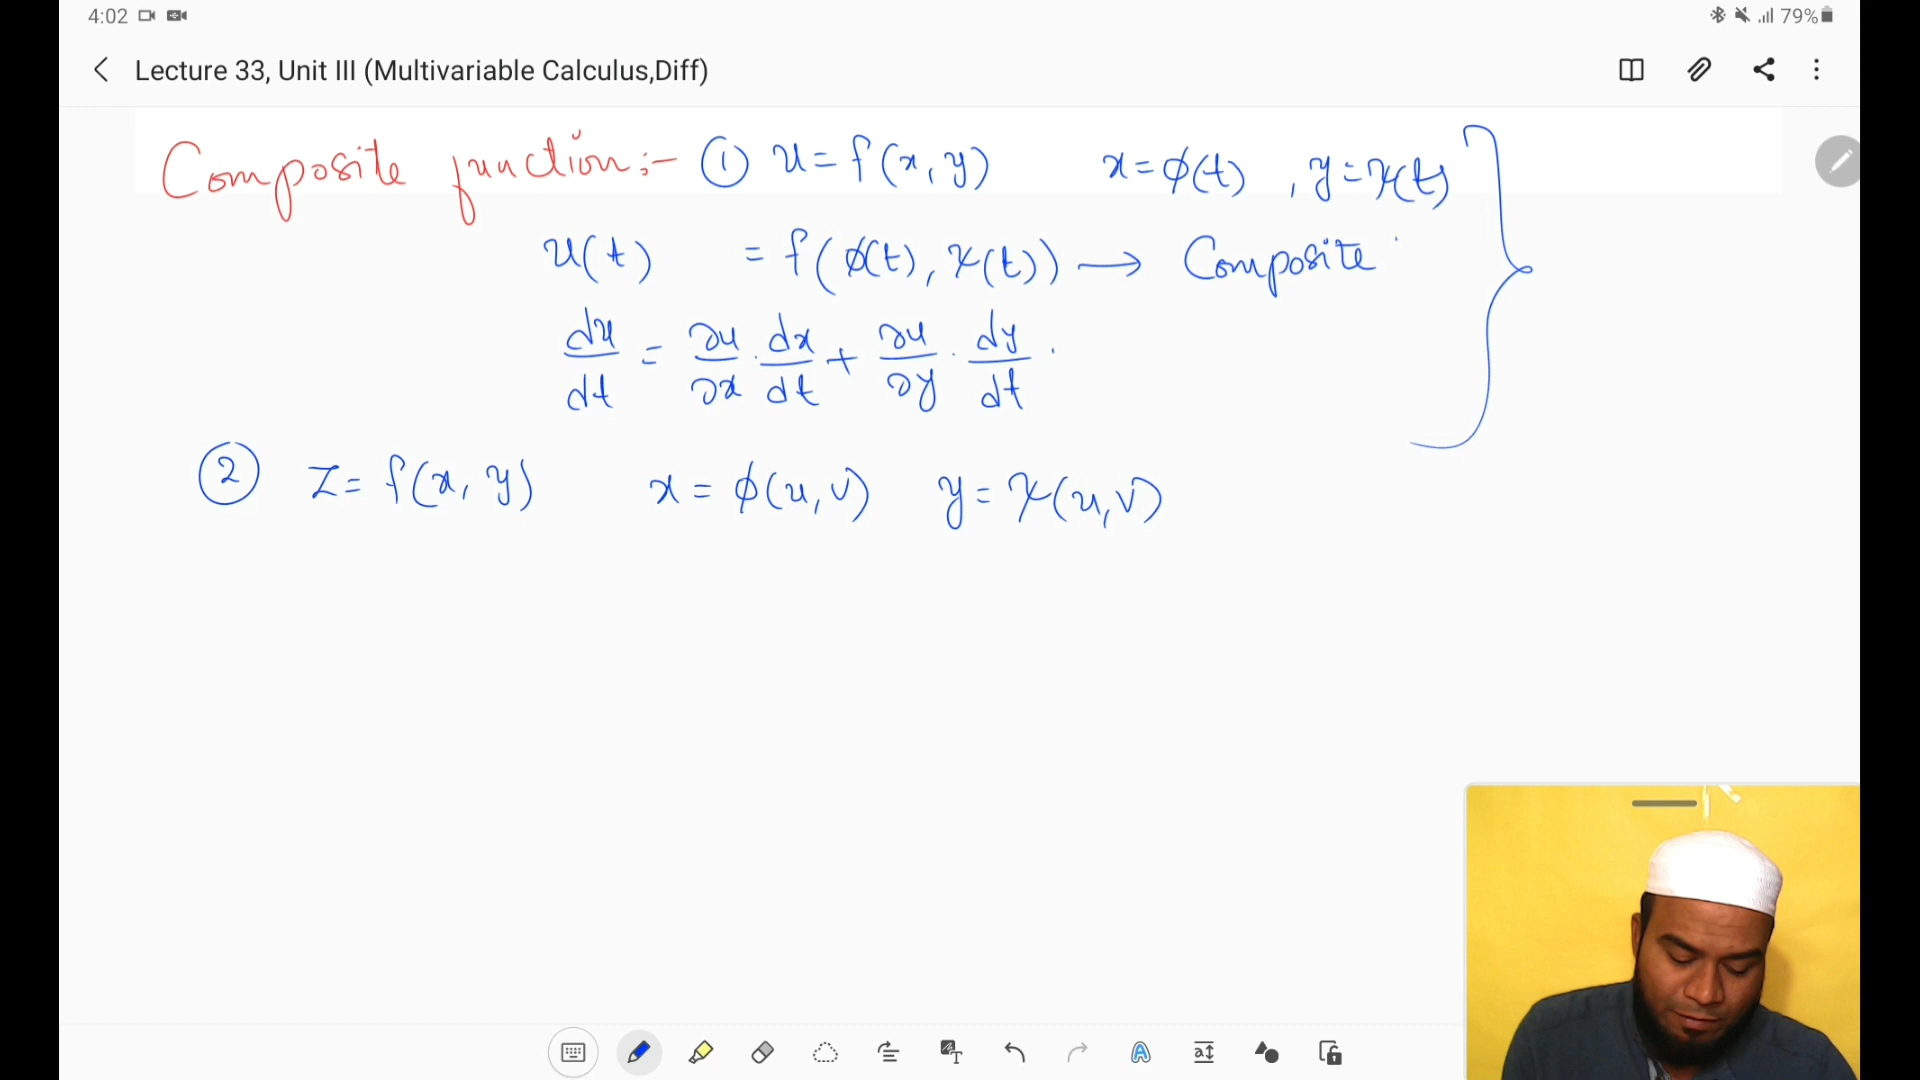 4:02 79%
Lecture 33, Unit III (Multivariable Calculus,Diff)
Composite function:- ① u = f(x, y) x = ϕ(t) , y = ψ(t)
u(t) = f(ϕ(t), ψ(t)) → Composite
du/dt = ∂u/∂x · dx/dt + ∂u/∂y · dy/dt .
② z = f(x, y) x = ϕ(u, v) y = ψ(u, v)